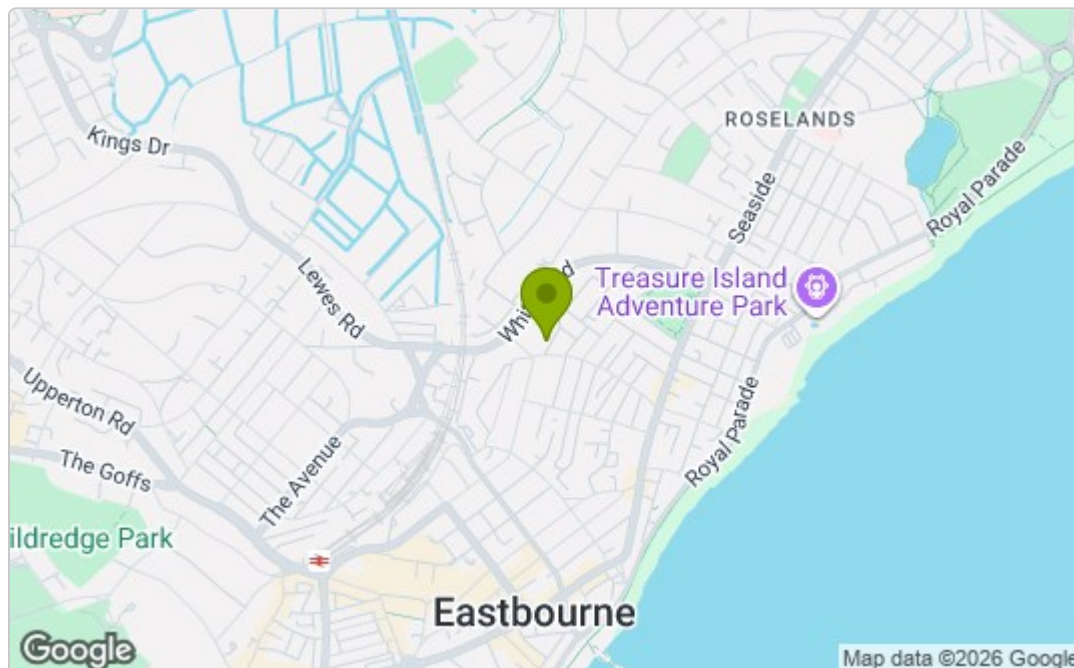 ROSELANDS
Kings Dr
Royal Parade
Seaside
Lewes Rd
Treasure Island
Adventure Park
Upperton Rd
Royal Parade
The Goffs
The Avenue
ildredge Park
Eastbourne
Google
Map data ©2026 Google